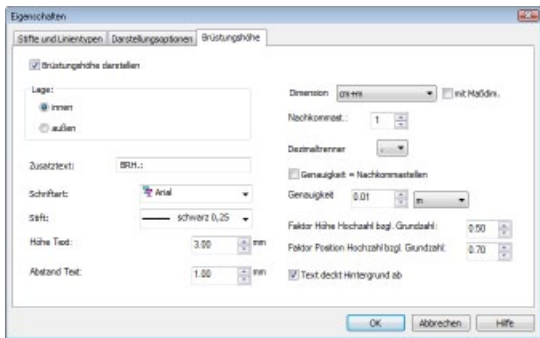 Eigenschaften
Stifte und Linientypen Darstellungsoptionen Brüstungshöhe
Brüstungshöhe darstellen
Lage:
innen
außen
Zusatztext: BRH.:
Schriftart: Arial
Stift: schwarz 0,25
Höhe Text: 3.00 mm
Abstand Text: 1.00 mm
Dimension cm+m mit Maßdim.
Nachkommast.: 1
Dezimaltrenner
Genauigkeit = Nachkommastellen
Genauigkeit 0.01 m
Faktor Höhe Hochzahl bzgl. Grundzahl: 0.50
Faktor Position Hochzahl bzgl. Grundzahl: 0.70
Text deckt Hintergrund ab
OK Abbrechen Hilfe